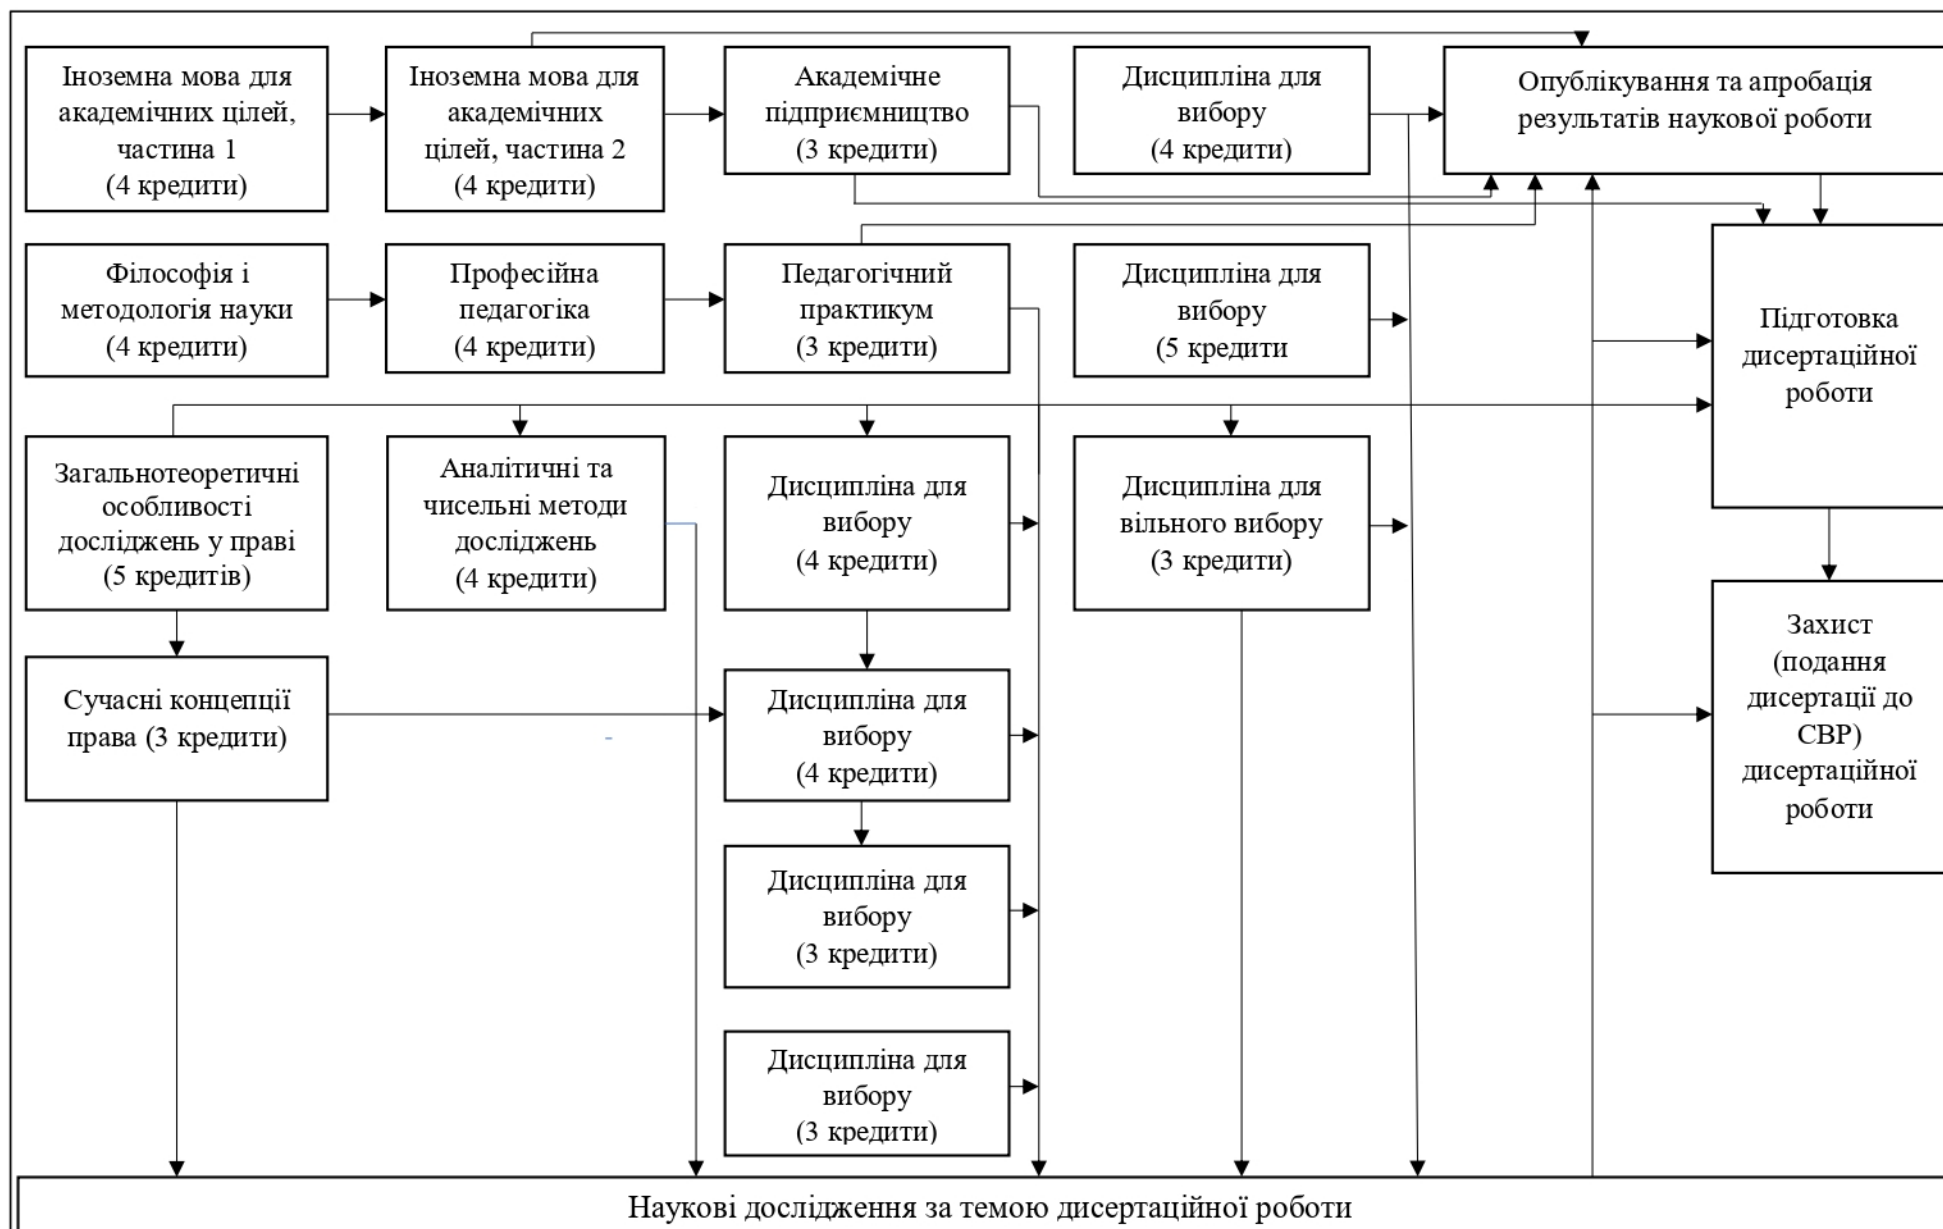 Іноземна мова для
академічних цілей,
частина 1
(4 кредити)
Іноземна мова для
академічних
цілей, частина 2
(4 кредити)
Академічне
підприємництво
(3 кредити)
Дисципліна для
вибору
(4 кредити)
Опублікування та апробація
результатів наукової роботи
Філософія і
методологія науки
(4 кредити)
Професійна
педагогіка
(4 кредити)
Педагогічний
практикум
(3 кредити)
Дисципліна для
вибору
(5 кредити
Підготовка
дисертаційної
роботи
Загальнотеоретичні
особливості
досліджень у праві
(5 кредитів)
Аналітичні та
чисельні методи
досліджень
(4 кредити)
Дисципліна для
вибору
(4 кредити)
Дисципліна для
вільного вибору
(3 кредити)
Захист
(подання
дисертації до
СВР)
дисертаційної
роботи
Сучасні концепції
права (3 кредити)
Дисципліна для
вибору
(4 кредити)
Дисципліна для
вибору
(3 кредити)
Дисципліна для
вибору
(3 кредити)
Наукові дослідження за темою дисертаційної роботи